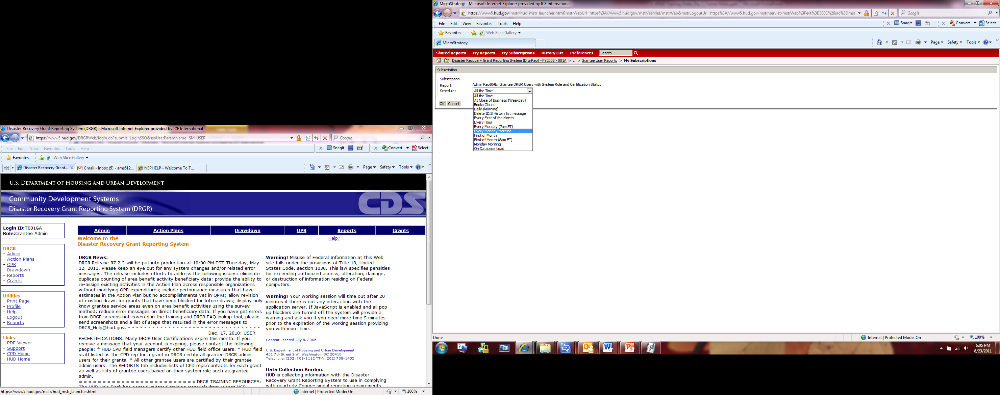 Disaster Recovery Grant Reporting System (DRGR) - Microsoft Internet Explorer provided by ICF International
https://www5.hud.gov/DRGRWeb/login.do?submit=LoginSSO&ssoUserParamName=SM_USER
Google
File Edit View Favorites Tools Help
Snagit
Convert
Select
Favorites
Web Slice Gallery
Disaster Recovery Grant...
Gmail - Inbox (5) - ams612...
NSPHELP - Welcome To T...
Page
Safety
Tools
U.S. DEPARTMENT OF HOUSING AND URBAN DEVELOPMENT
Community Development Systems
Disaster Recovery Grant Reporting System (DRGR)
CDS
Login ID:T001GA
Role:Grantee Admin
DRGR
- Admin
- Action Plans
- QPR
- Drawdown
- Reports
- Grants
Utilities
- Print Page
- Profile
- Help
- Logout
- Reports
Links
- PDF Viewer
- Support
- CPD Home
- HUD Home
Admin Action Plans Drawdown QPR Reports Grants
Welcome to the
Disaster Recovery Grant Reporting System
Help?
DRGR News:
DRGR Release R7.2.2 will be put into production at 10:00 PM EST Thursday, May
12, 2011. Please keep an eye out for any system changes and/or related error
messages. The release includes efforts to address the following issues: eliminate
duplicate counting of area benefit activity beneficiary data; provide the ability to
re-assign existing activities in the Action Plan across responsible organizations
without modifying QPR expenditures; include performance measures that have
estimates in the Action Plan but no accomplishments yet in QPRs; allow revision
of existing draws for grants that have been blocked for future draws; display only
know grantee service areas even on area benefit activities using the survey
method; reduce error messages on direct beneficiary data. If you have get errors
from DRGR screens not covered in the training and DRGR FAQ lookup tool, please
send screenshots and a list of steps that resulted in the error messages to
DRGR_Help@hud.gov. - - - - - - - - - - - - - - - - - - - - - - - - - - - - - - - - - - -
- - - - - - - - - - - - - - - - - - - - - - - - - - - - - - - - - Dec. 17, 2010: USER
RECERTIFICATIONS. Many DRGR User Certifications expire this month. If you
receive a message that your account is expiring, please contact the following
people: * HUD CPD field managers certify other HUD field office users. * HUD field
staff listed as the CPD rep for a grant in DRGR certify all grantee DRGR admin
users for their grants. * All other grantee users are certified by their grantee
admin users. The REPORTS tab includes lists of CPD reps/contacts for each grant
as well as lists of grantee users based on their system role such as grantee
admin. = = = = = = = = = = = = = = = = = = = = = = = = = = = = = = = = = = =
= = = = = = = = = = = = = = = = = = = = = = = = = DRGR TRAINING RESOURCES:
Warning! Misuse of Federal Information at this Web
site falls under the provisions of Title 18, United
States Code, section 1030. This law specifies penalties
for exceeding authorized access, alteration, damage,
or destruction of information residing on Federal
computers.
Warning! Your working session will time out after 20
minutes if there is not any interaction with the
application server. If JavaScript is enabled and all pop
up blockers are turned off the system will provide a
warning and ask you if you need more time 5 minutes
prior to the expiration of the working session providing
you with more time.
Content updated July 8, 2005
U.S. Department of Housing and Urban Development
451 7th Street S.W., Washington, DC 20410
Telephone: (202) 708-1112 TTY: (202) 708-1455
Data Collection Burden:
HUD is collecting information with the Disaster
Recovery Grant Reporting System to use in complying
with quarterly Congressional reporting requirements
https://www5.hud.gov/mstr/hud_mstr_launcher.html
Internet | Protected Mode: On
100%
MicroStrategy - Microsoft Internet Explorer provided by ICF International
https://www5.hud.gov/mstr/hud_mstr_launcher.html?mstrWebUrl=https%3A//www5.hud.gov/mstr/servlet/mstrWeb&mstrLogoutUrl=https%3A//www5.hud.gov/mstr/servlet/mstrWeb%3Fevt%3D3008%26src%3Dmst
Google
File Edit View Favorites Tools Help
Snagit
Convert
Select
Favorites
Web Slice Gallery
MicroStrategy
Page
Safety
Tools
Shared Reports My Reports My Subscriptions History List Preferences Search
Disaster Recovery Grant Reporting System (DrgrRep) - FY2008 - 001A > .. > Grantee User Reports > My Subscriptions
Subscription
Subscription
Report: Admin Rept04b: Grantee DRGR Users with System Role and Certification Status
Schedule: All the Time
All the Time
At Close of Business (Weekday)
Books Closed
Daily (Morning)
Delete IDIS History list message
Every First of the Month
Every Hour
Every Monday (7am ET)
Every Monday Morning
First of Month
First of Month (8am ET)
Monday Morning
On Database Load
OK Cancel
Done
Internet | Protected Mode: On
100%
6:05 PM
8/23/2011